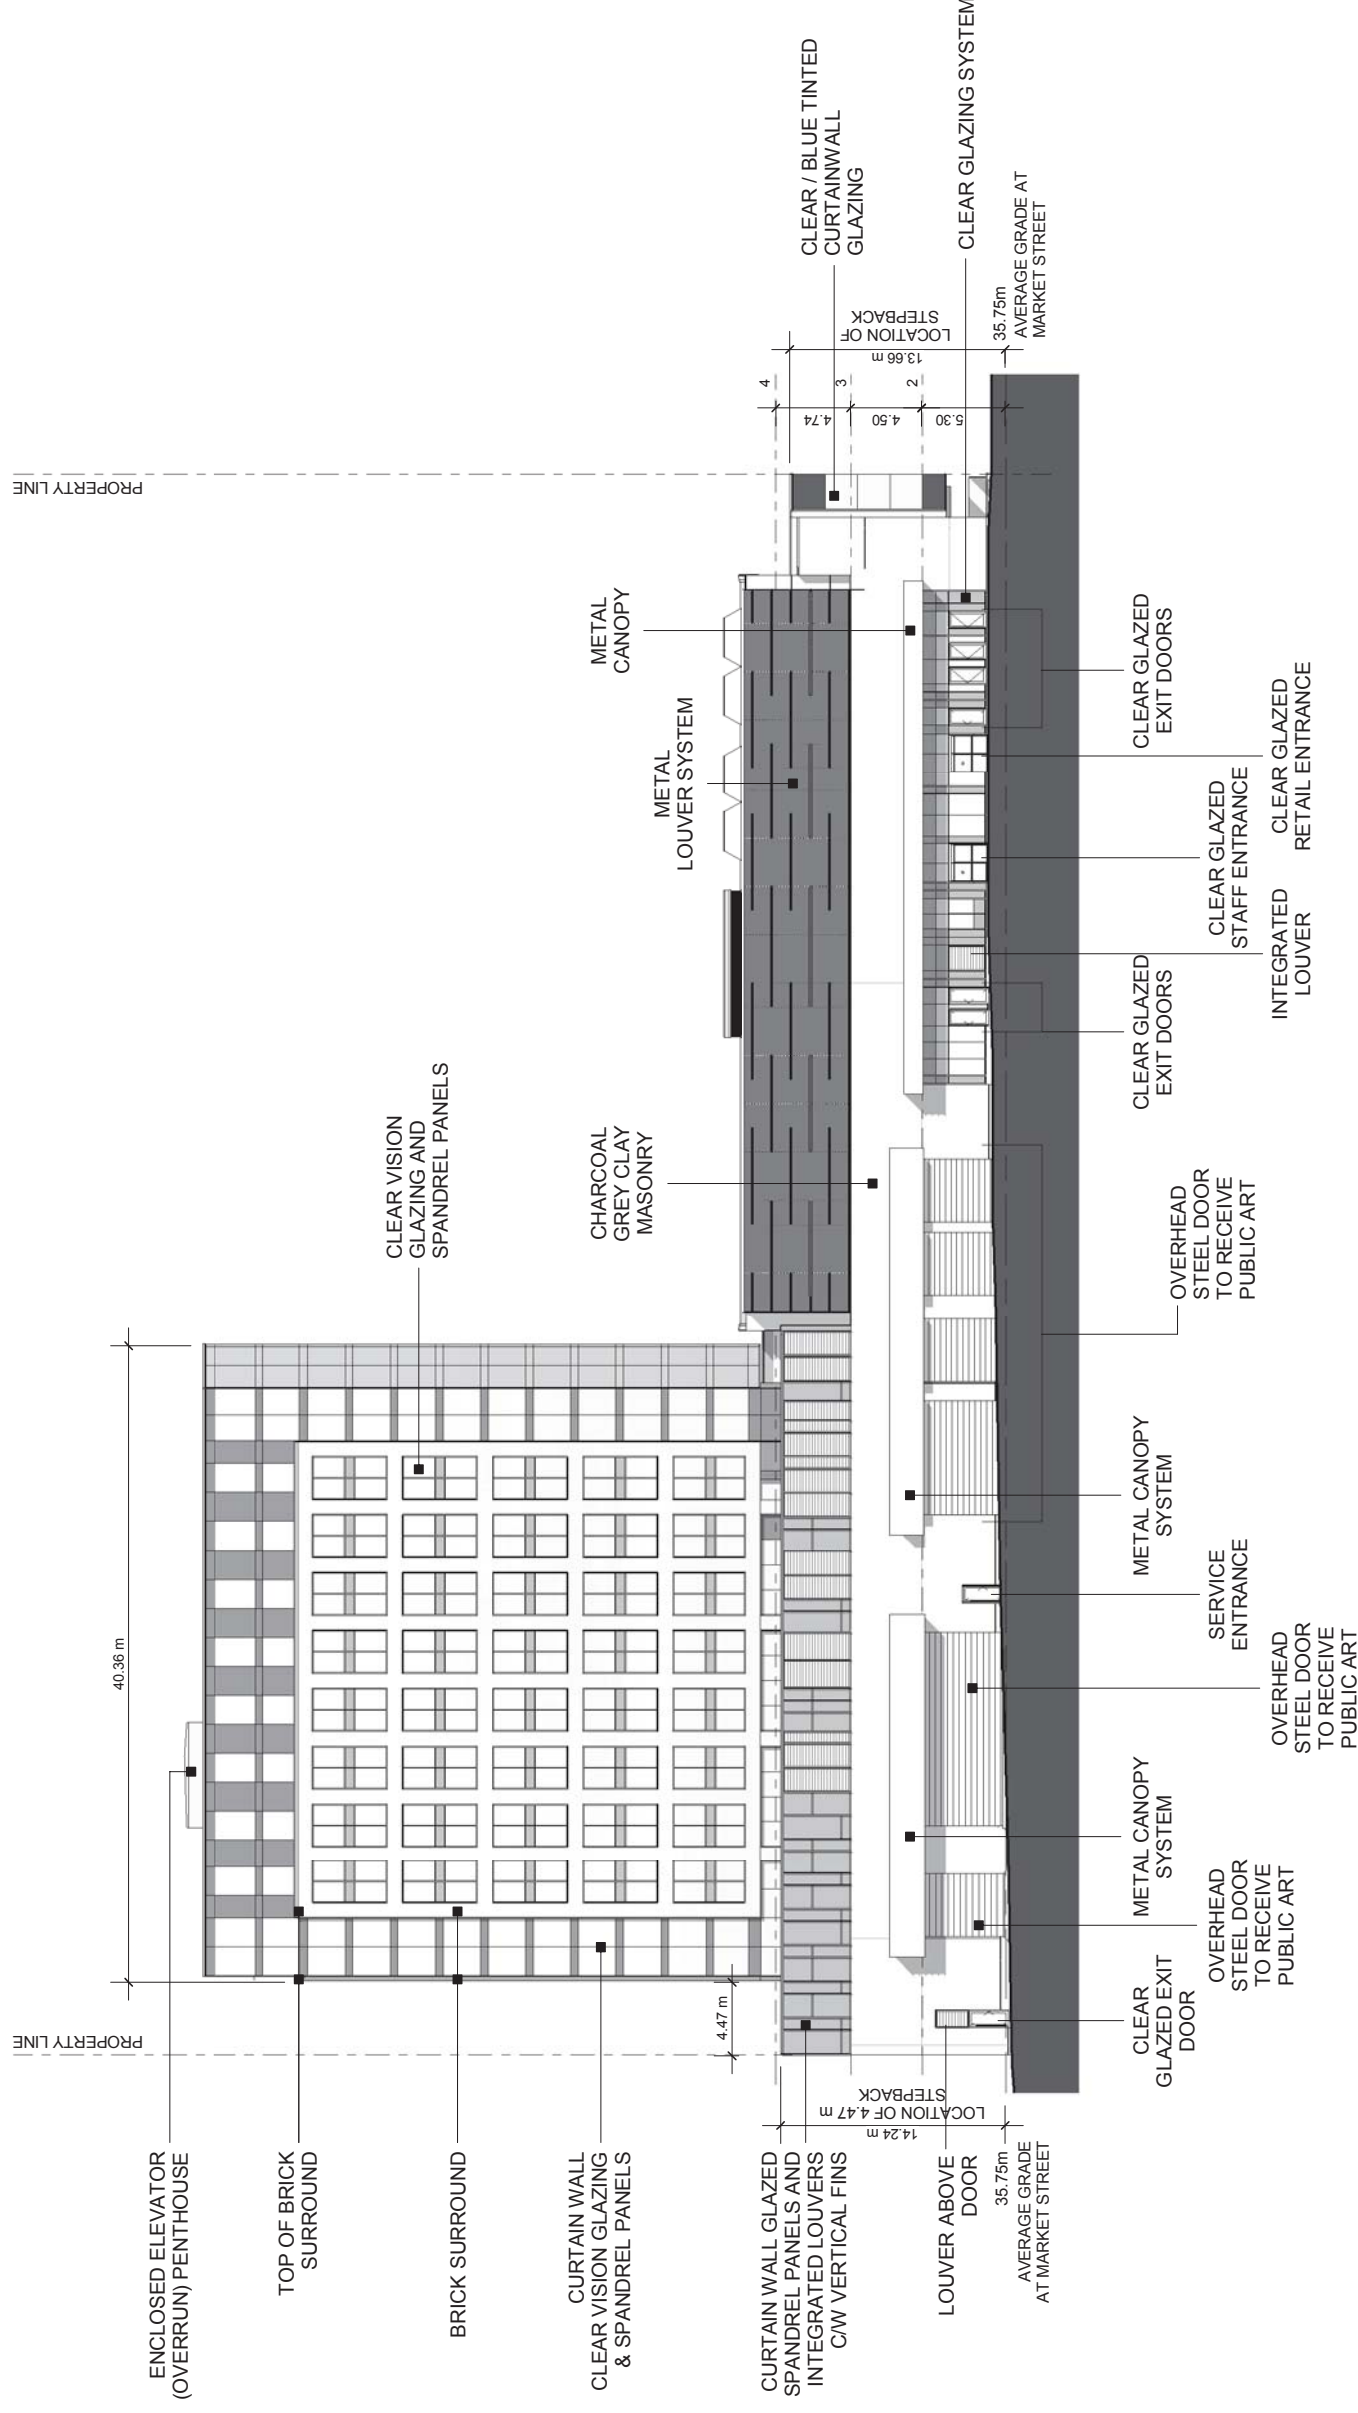 PROPERTY LINE
PROPERTY LINE
40.36 m
4.47 m
ENCLOSED ELEVATOR
(OVERRUN) PENTHOUSE
TOP OF BRICK
SURROUND
BRICK SURROUND
CURTAIN WALL
CLEAR VISION GLAZING
& SPANDREL PANELS
CURTAIN WALL GLAZED
SPANDREL PANELS AND
INTEGRATED LOUVERS
C/W VERTICAL FINS
14.24 m
LOCATION OF 4.47 m
STEPBACK
LOUVER ABOVE
DOOR
35.75m
AVERAGE GRADE
AT MARKET STREET
CLEAR VISION
GLAZING AND
SPANDREL PANELS
CHARCOAL
GREY CLAY
MASONRY
METAL
LOUVER SYSTEM
METAL
CANOPY
CLEAR / BLUE TINTED
CURTAINWALL
GLAZING
CLEAR GLAZING SYSTEM
4
3
2
4.74
4.50
5.30
13.66 m
LOCATION OF
STEPBACK
35.75m
AVERAGE GRADE AT
MARKET STREET
CLEAR
GLAZED EXIT
DOOR
OVERHEAD
STEEL DOOR
TO RECEIVE
PUBLIC ART
METAL CANOPY
SYSTEM
OVERHEAD
STEEL DOOR
TO RECEIVE
PUBLIC ART
SERVICE
ENTRANCE
METAL CANOPY
SYSTEM
OVERHEAD
STEEL DOOR
TO RECEIVE
PUBLIC ART
CLEAR GLAZED
EXIT DOORS
INTEGRATED
LOUVER
CLEAR GLAZED
STAFF ENTRANCE
CLEAR GLAZED
RETAIL ENTRANCE
CLEAR GLAZED
EXIT DOORS